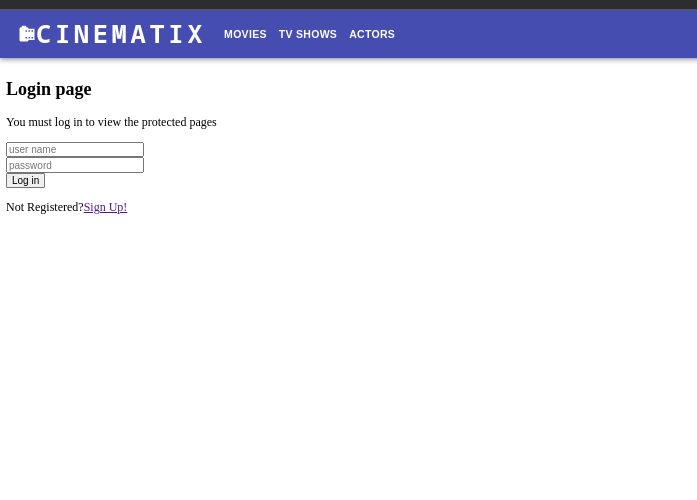 CINEMATIX MOVIES TV SHOWS ACTORS
Login page
You must log in to view the protected pages
user name
password
Log in
Not Registered?Sign Up!